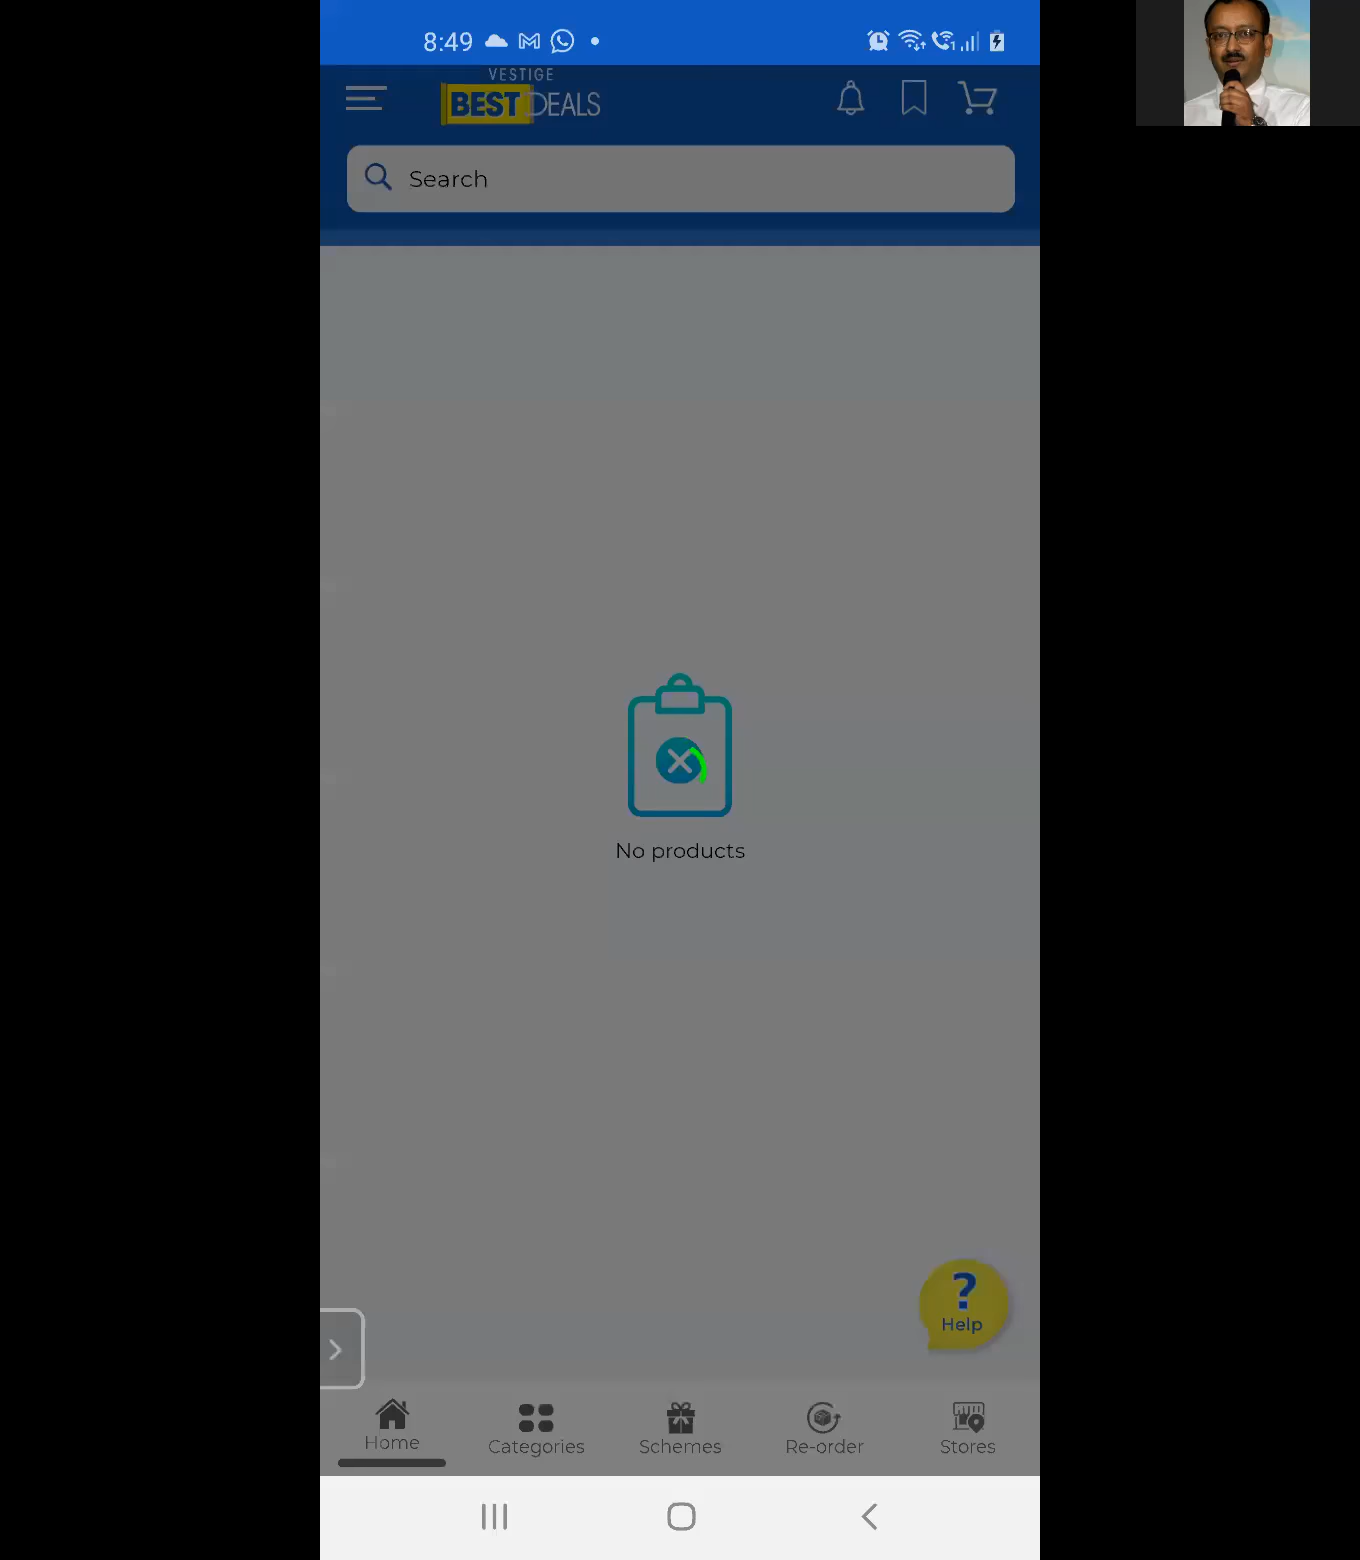 8:49
VESTIGE
BEST DEALS
Search
No products
?
Help
Home
Categories
Schemes
Re-order
Stores